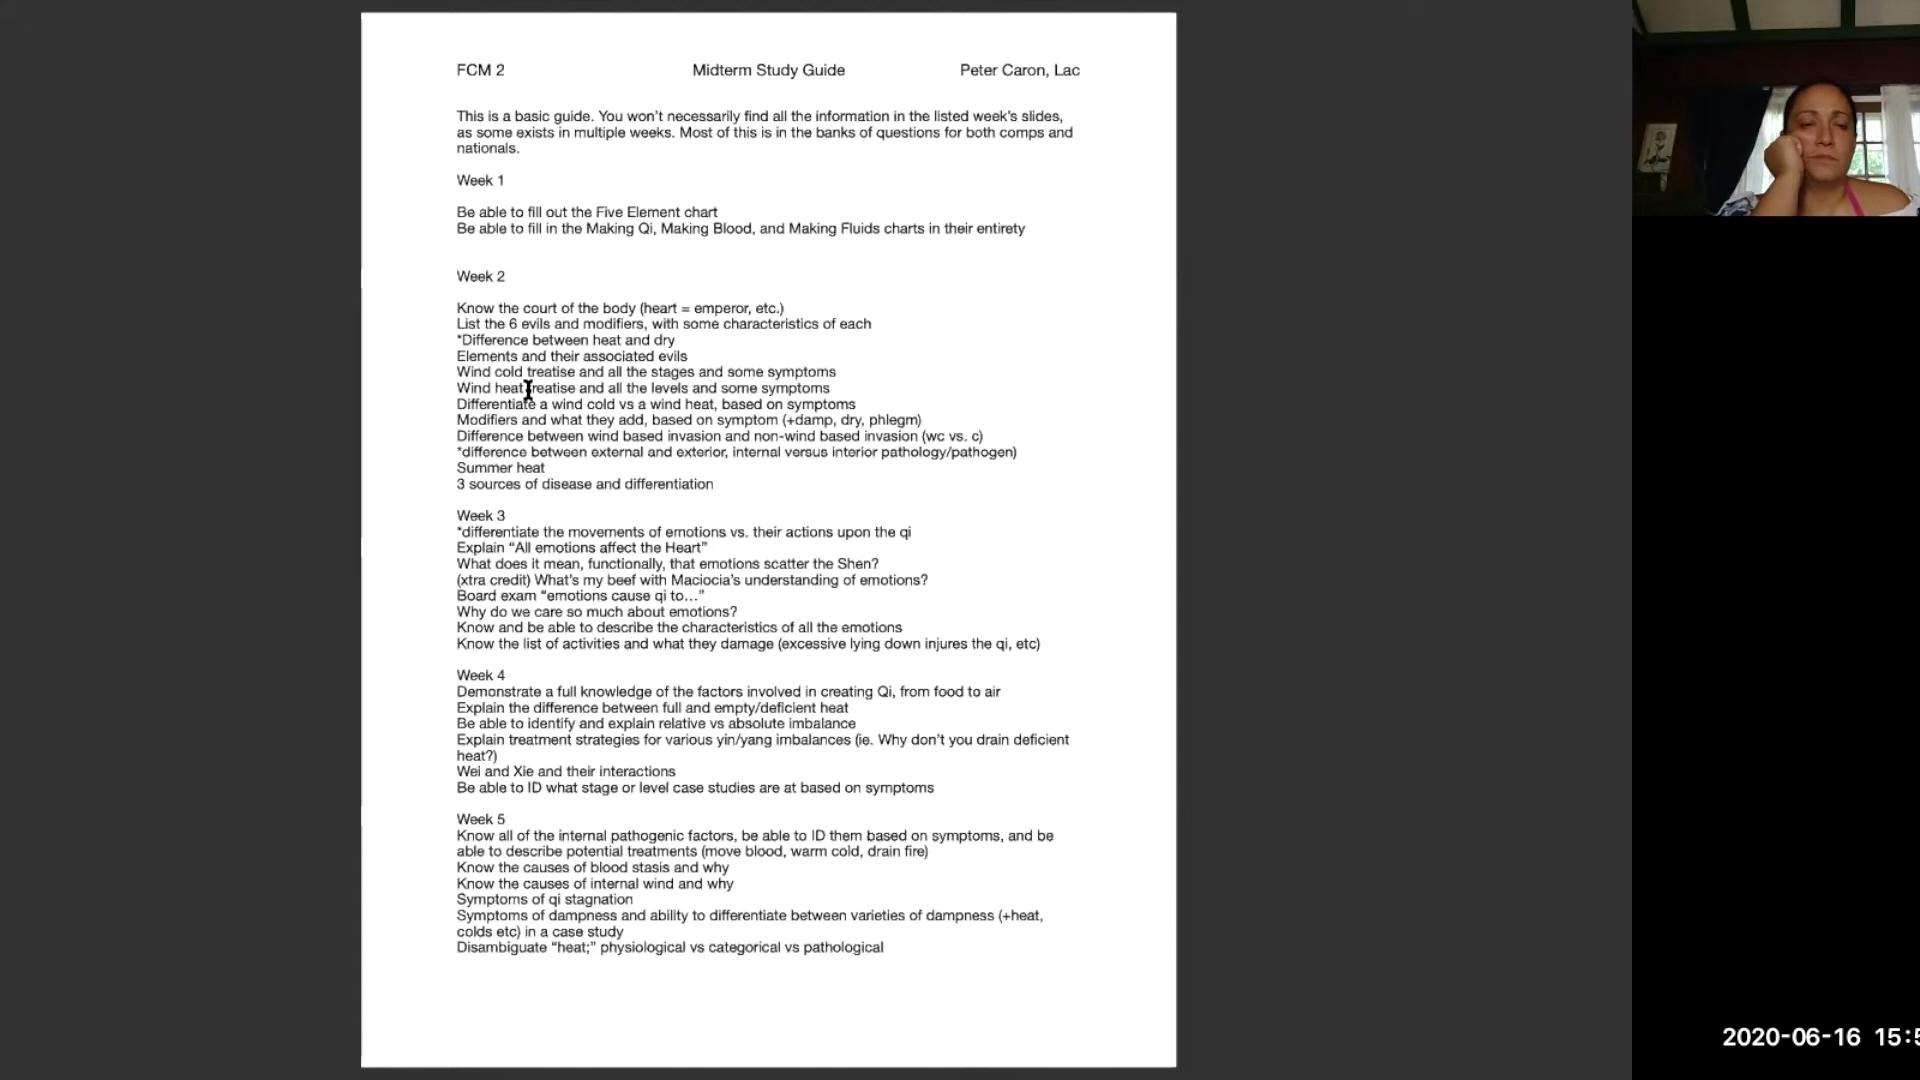 FCM 2 Midterm Study Guide Peter Caron, Lac
This is a basic guide. You won't necessarily find all the information in the listed week's slides,
as some exists in multiple weeks. Most of this is in the banks of questions for both comps and
nationals.
Week 1
Be able to fill out the Five Element chart
Be able to fill in the Making Qi, Making Blood, and Making Fluids charts in their entirety
Week 2
Know the court of the body (heart = emperor, etc.)
List the 6 evils and modifiers, with some characteristics of each
*Difference between heat and dry
Elements and their associated evils
Wind cold treatise and all the stages and some symptoms
Wind heat treatise and all the levels and some symptoms
Differentiate a wind cold vs a wind heat, based on symptoms
Modifiers and what they add, based on symptom (+damp, dry, phlegm)
Difference between wind based invasion and non-wind based invasion (wc vs. c)
*difference between external and exterior, internal versus interior pathology/pathogen)
Summer heat
3 sources of disease and differentiation
Week 3
*differentiate the movements of emotions vs. their actions upon the qi
Explain “All emotions affect the Heart”
What does it mean, functionally, that emotions scatter the Shen?
(xtra credit) What's my beef with Maciocia's understanding of emotions?
Board exam “emotions cause qi to…”
Why do we care so much about emotions?
Know and be able to describe the characteristics of all the emotions
Know the list of activities and what they damage (excessive lying down injures the qi, etc)
Week 4
Demonstrate a full knowledge of the factors involved in creating Qi, from food to air
Explain the difference between full and empty/deficient heat
Be able to identify and explain relative vs absolute imbalance
Explain treatment strategies for various yin/yang imbalances (ie. Why don't you drain deficient
heat?)
Wei and Xie and their interactions
Be able to ID what stage or level case studies are at based on symptoms
Week 5
Know all of the internal pathogenic factors, be able to ID them based on symptoms, and be
able to describe potential treatments (move blood, warm cold, drain fire)
Know the causes of blood stasis and why
Know the causes of internal wind and why
Symptoms of qi stagnation
Symptoms of dampness and ability to differentiate between varieties of dampness (+heat,
colds etc) in a case study
Disambiguate “heat;” physiological vs categorical vs pathological
2020-06-16 15:5